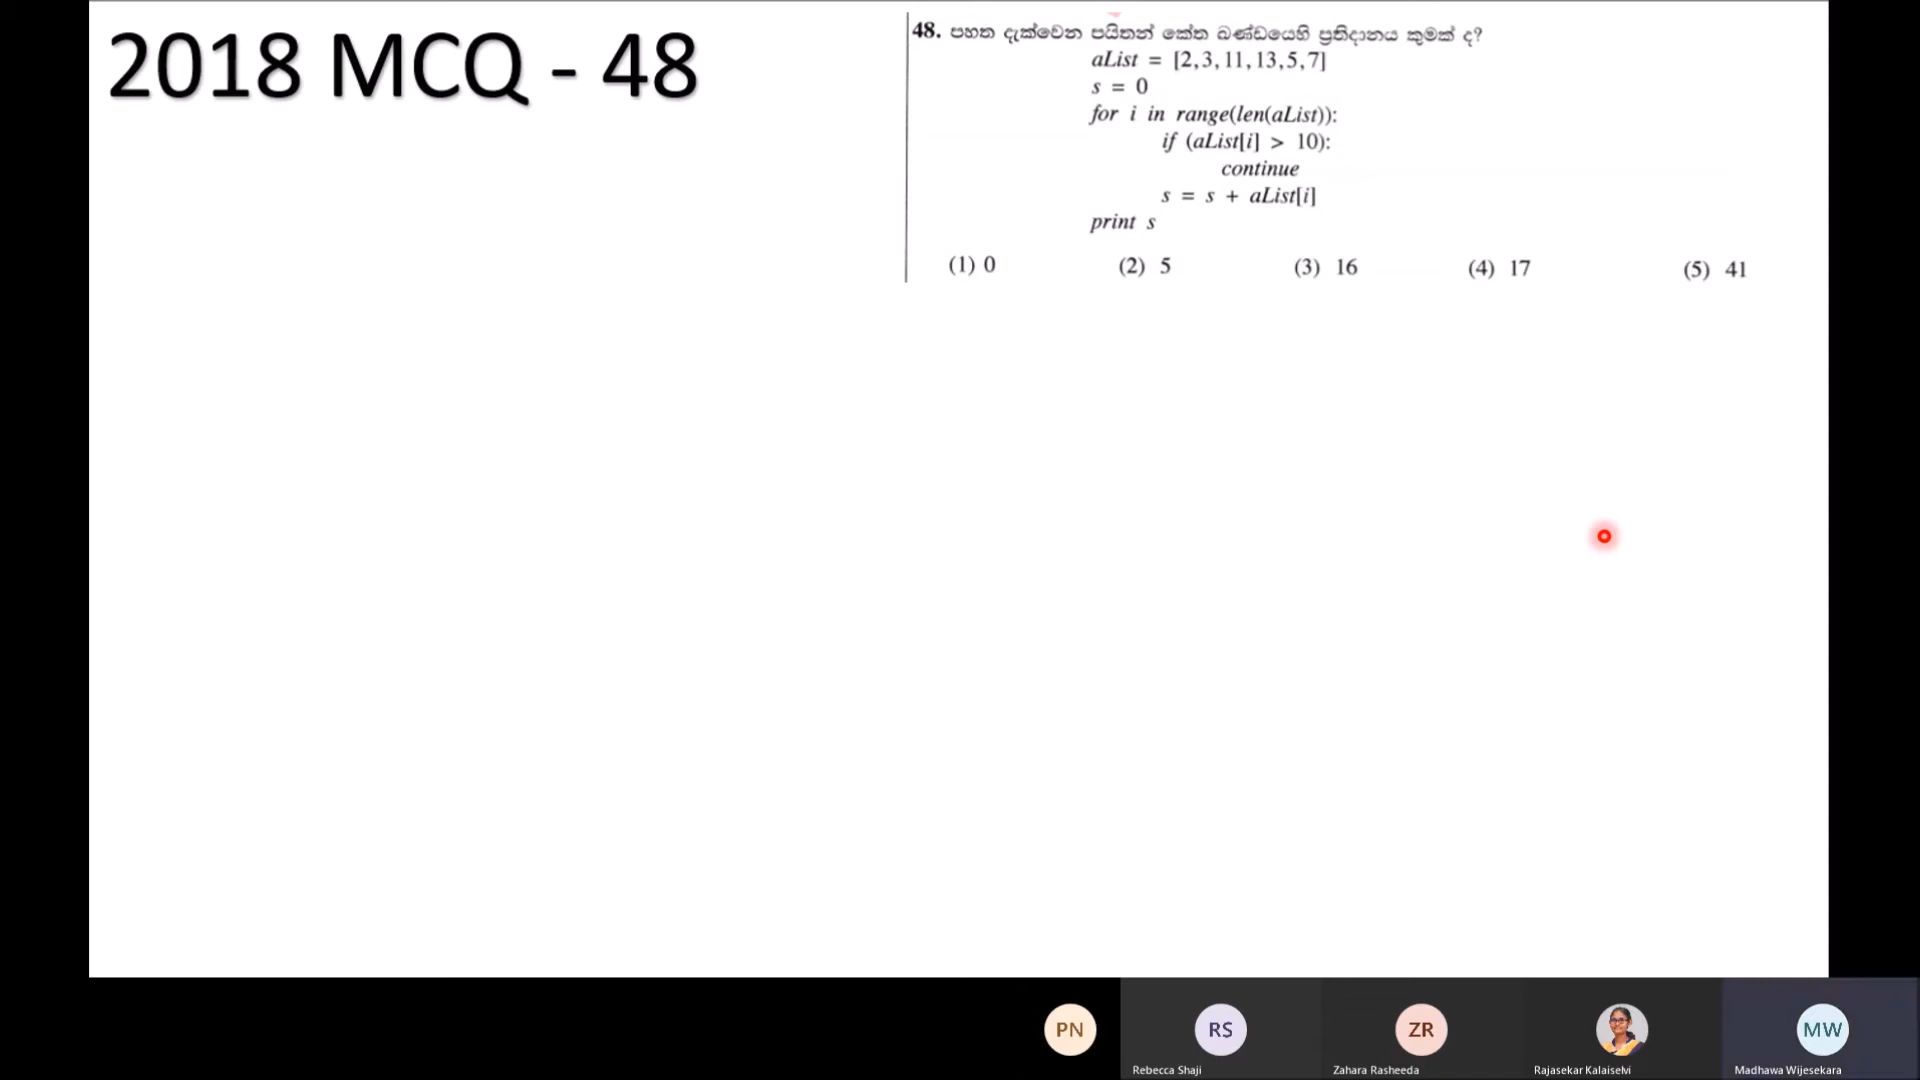 2018 MCQ - 48
48. පහත දැක්වෙන පයිතන් කේත ඛණ්ඩයෙහි ප්‍රතිදානය කුමක් ද?
aList = [2,3,11,13,5,7]
s = 0
for i in range(len(aList)):
if (aList[i] > 10):
continue
s = s + aList[i]
print s
(1) 0 (2) 5 (3) 16 (4) 17 (5) 41
PN RS ZR MW
Rebecca Shaji Zahara Rasheeda Rajasekar Kalaiselvi Madhawa Wijesekara